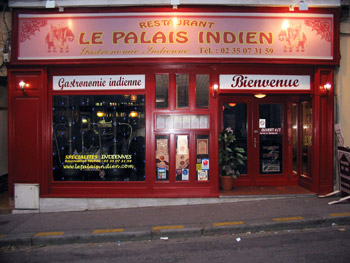 RESTAURANT
LE PALAIS INDIEN
Gastronomie Indienne Tél. : 02 35 07 31 59
Gastronomie indienne
Bienvenue
SPECIALITES INDIENNES
www.lepalaisindien.com